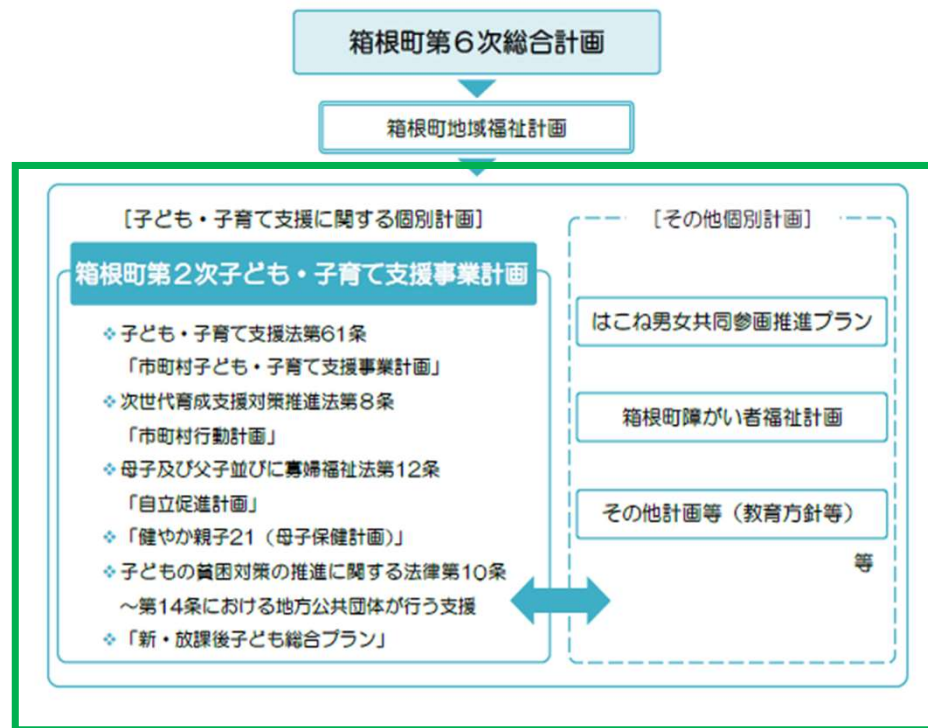 箱根町第6次総合計画
箱根町地域福祉計画
[子ども・子育て支援に関する個別計画]
箱根町第2次子ども・子育て支援事業計画
❖子ども・子育て支援法第61条
「市町村子ども・子育て支援事業計画」
❖次世代育成支援対策推進法第8条
「市町村行動計画」
❖母子及び父子並びに寡婦福祉法第12条
「自立促進計画」
❖「健やか親子21(母子保健計画)」
❖子どもの貧困対策の推進に関する法律第10条
～第14条における地方公共団体が行う支援
❖「新・放課後子ども総合プラン」
[その他個別計画]
はこね男女共同参画推進プラン
箱根町障がい者福祉計画
その他計画等(教育方針等)
等